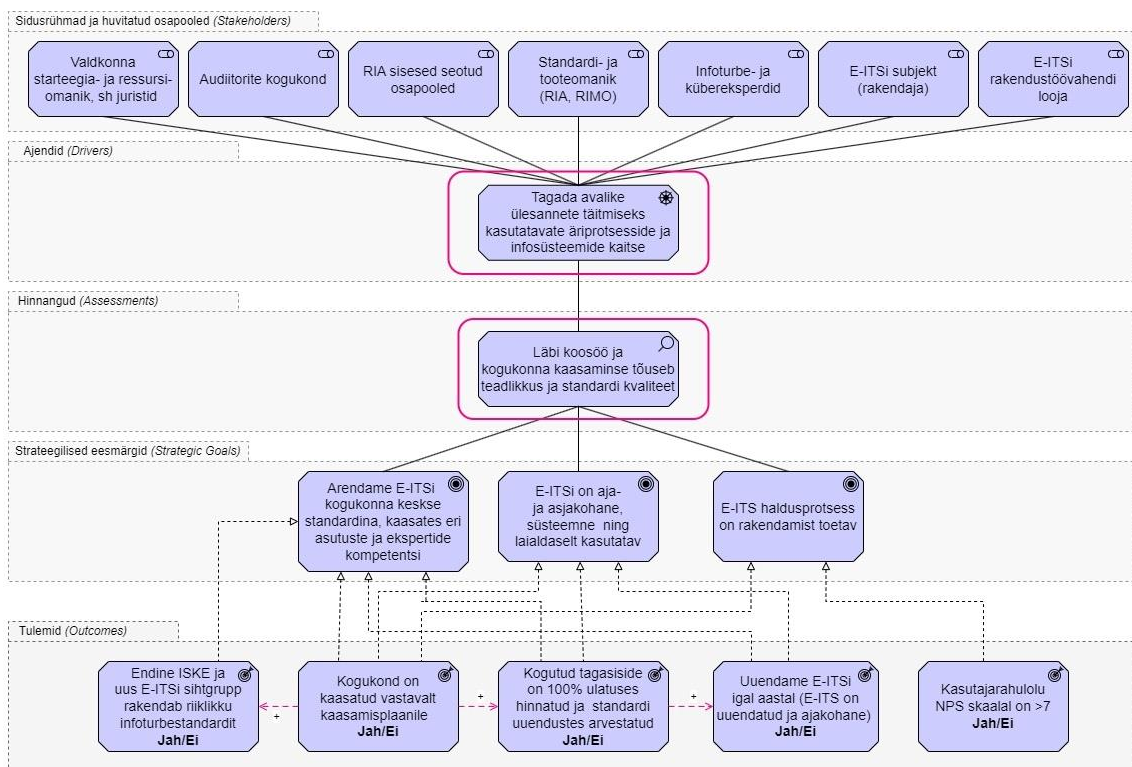 Sidusrühmad ja huvitatud osapooled (Stakeholders)
Valdkonna
starteegia- ja ressursi-
omanik, sh juristid
Audiitorite kogukond
RIA sisesed seotud
osapooled
Standardi- ja
tooteomanik
(RIA, RIMO)
Infoturbe- ja
kübereksperdid
E-ITSi subjekt
(rakendaja)
E-ITSi
rakendustöövahendi
looja
Ajendid (Drivers)
Tagada avalike
ülesannete täitmiseks
kasutatavate äriprotsesside ja
infosüsteemide kaitse
Hinnangud (Assessments)
Läbi koosöö ja
kogukonna kaasaminse tõuseb
teadlikkus ja standardi kvaliteet
Strateegilised eesmärgid (Strategic Goals)
Arendame E-ITSi
kogukonna keskse
standardina, kaasates eri
asutuste ja ekspertide
kompetentsi
E-ITSi on aja-
ja asjakohane,
süsteemne ning
laialdaselt kasutatav
E-ITS haldusprotsess
on rakendamist toetav
Tulemid (Outcomes)
Endine ISKE ja
uus E-ITSi sihtgrupp
rakendab riiklikku
infoturbestandardit
Jah/Ei
+
Kogukond on
kaasatud vastavalt
kaasamisplaanile
Jah/Ei
+
Kogutud tagasiside
on 100% ulatuses
hinnatud ja standardi
uuendustes arvestatud
Jah/Ei
+
Uuendame E-ITSi
igal aastal (E-ITS on
uuendatud ja ajakohane)
Jah/Ei
Kasutajarahulolu
NPS skaalal on >7
Jah/Ei